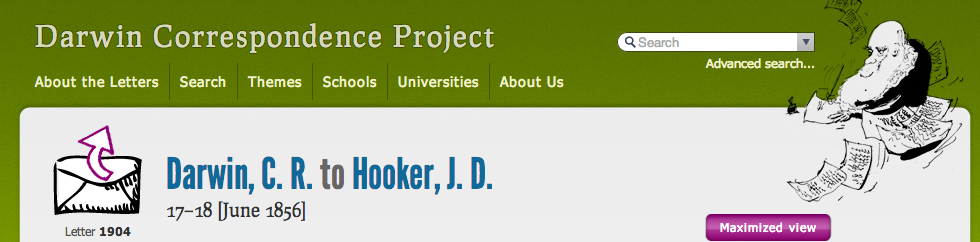 Darwin Correspondence Project
Search
Advanced search...
About the Letters Search Themes Schools Universities About Us
Darwin, C. R. to Hooker, J. D.
17–18 [June 1856]
Letter 1904
Maximized view